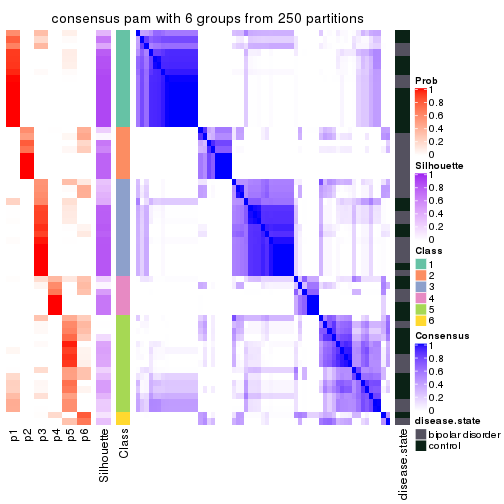 consensus pam with 6 groups from 250 partitions
Prob
1
0.8
0.6
0.4
0.2
0
Silhouette
1
0.8
0.6
0.4
0.2
0
Class
1
2
3
4
5
6
Consensus
1
0.8
0.6
0.4
0.2
0
disease.state
bipolar disorder
control
p1
p2
p3
p4
p5
p6
Silhouette
Class
disease.state